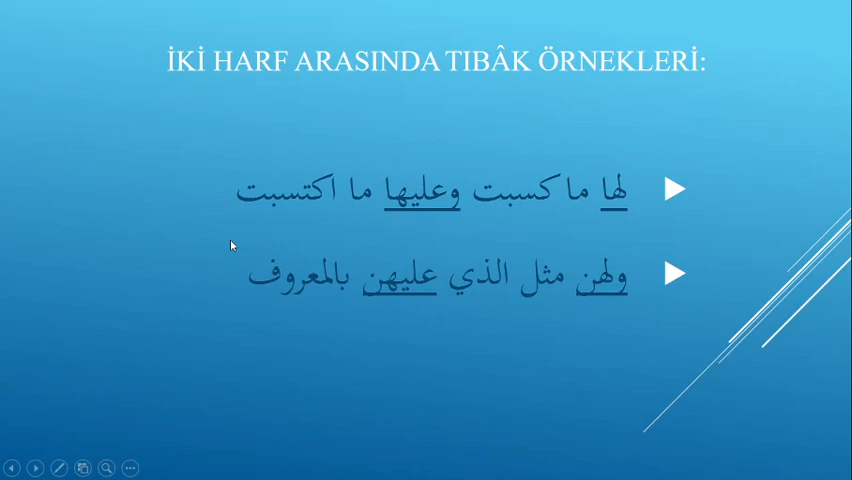 İKİ HARF ARASINDA TIBÂK ÖRNEKLERİ:
لها ما كسبت وعليها ما اكتسبت
ولهن مثل الذي عليهن بالمعروف